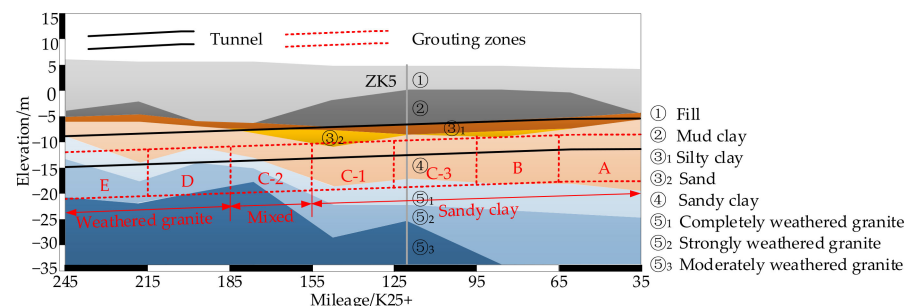 15
10
5
0
−5
−10
−15
−20
−25
−30
−35
Elevation/m
Tunnel
Grouting zones
ZK5
①
②
③₂
③₁
④
⑤₁
⑤₂
⑤₃
E
D
C-2
C-1
C-3
B
A
Weathered granite
Mixed
Sandy clay
245
215
185
155
125
95
65
35
Mileage/K25+
① Fill
② Mud clay
③₁ Silty clay
③₂ Sand
④ Sandy clay
⑤₁ Completely weathered granite
⑤₂ Strongly weathered granite
⑤₃ Moderately weathered granite